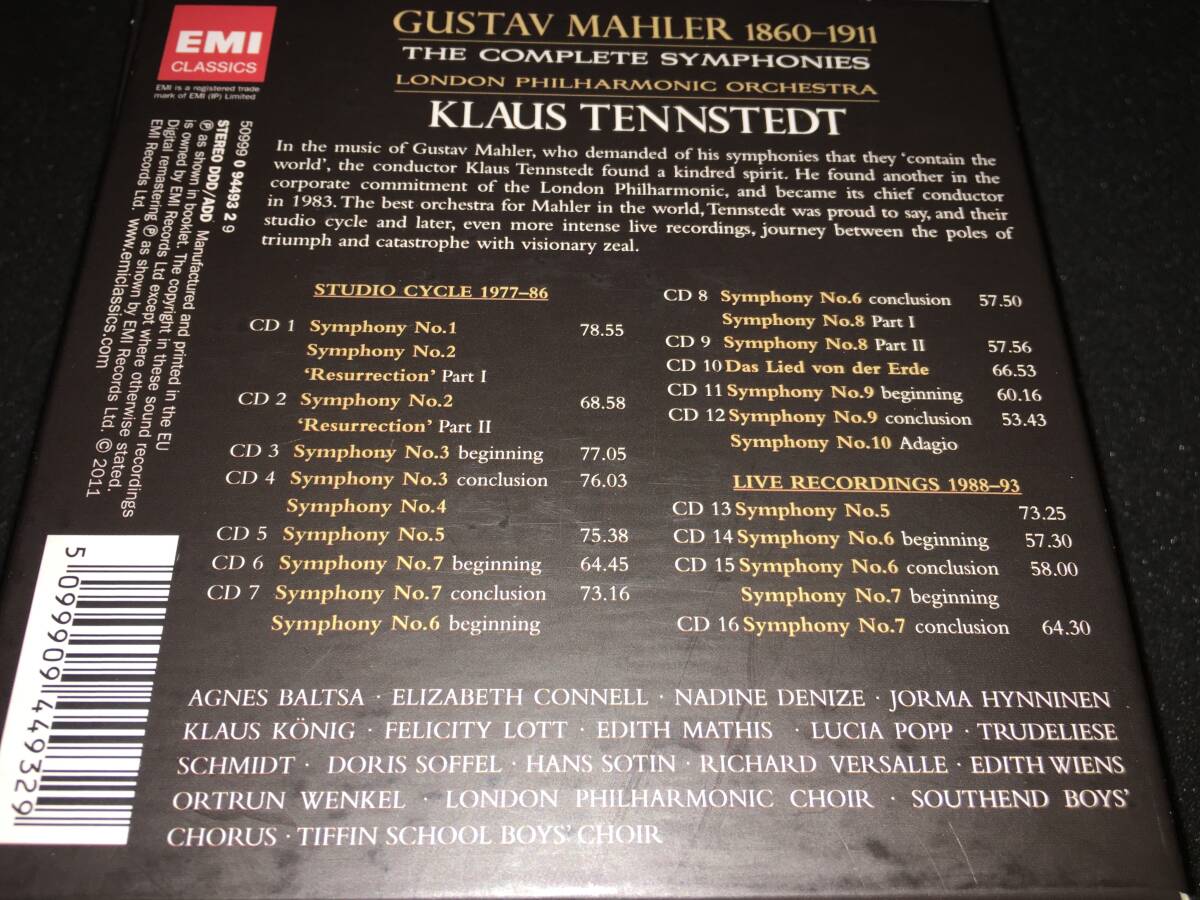 EMI
CLASSICS
EMI is a registered trade
mark of EMI (IP) Limited
GUSTAV MAHLER 1860–1911
THE COMPLETE SYMPHONIES
LONDON PHILHARMONIC ORCHESTRA
KLAUS TENNSTEDT
In the music of Gustav Mahler, who demanded of his symphonies that they ‘contain the
world’, the conductor Klaus Tennstedt found a kindred spirit. He found another in the
corporate commitment of the London Philharmonic, and became its chief conductor
in 1983. The best orchestra for Mahler in the world, Tennstedt was proud to say, and their
studio cycle and later, even more intense live recordings, journey between the poles of
triumph and catastrophe with visionary zeal.
STUDIO CYCLE 1977–86
CD 1 Symphony No.1 78.55
Symphony No.2
‘Resurrection’ Part I
CD 2 Symphony No.2 68.58
‘Resurrection’ Part II
CD 3 Symphony No.3 beginning 77.05
CD 4 Symphony No.3 conclusion 76.03
Symphony No.4
CD 5 Symphony No.5 75.38
CD 6 Symphony No.7 beginning 64.45
CD 7 Symphony No.7 conclusion 73.16
Symphony No.6 beginning
CD 8 Symphony No.6 conclusion 57.50
Symphony No.8 Part I
CD 9 Symphony No.8 Part II 57.56
CD 10 Das Lied von der Erde 66.53
CD 11 Symphony No.9 beginning 60.16
CD 12 Symphony No.9 conclusion 53.43
Symphony No.10 Adagio
LIVE RECORDINGS 1988–93
CD 13 Symphony No.5 73.25
CD 14 Symphony No.6 beginning 57.30
CD 15 Symphony No.6 conclusion 58.00
Symphony No.7 beginning
CD 16 Symphony No.7 conclusion 64.30
AGNES BALTSA · ELIZABETH CONNELL · NADINE DENIZE · JORMA HYNNINEN
KLAUS KÖNIG · FELICITY LOTT · EDITH MATHIS · LUCIA POPP · TRUDELIESE
SCHMIDT · DORIS SOFFEL · HANS SOTIN · RICHARD VERSALLE · EDITH WIENS
ORTRUN WENKEL · LONDON PHILHARMONIC CHOIR · SOUTHEND BOYS’
CHORUS · TIFFIN SCHOOL BOYS’ CHOIR
50999 0 94493 2 9
STEREO DDD/ADD Manufactured and printed in the EU
℗ as shown in booklet. The copyright in these sound recordings
is owned by EMI Records Ltd except where otherwise stated.
Digital remastering ℗ as shown by EMI Records Ltd. © 2011
EMI Records Ltd. www.emiclassics.com
5 099909 449329